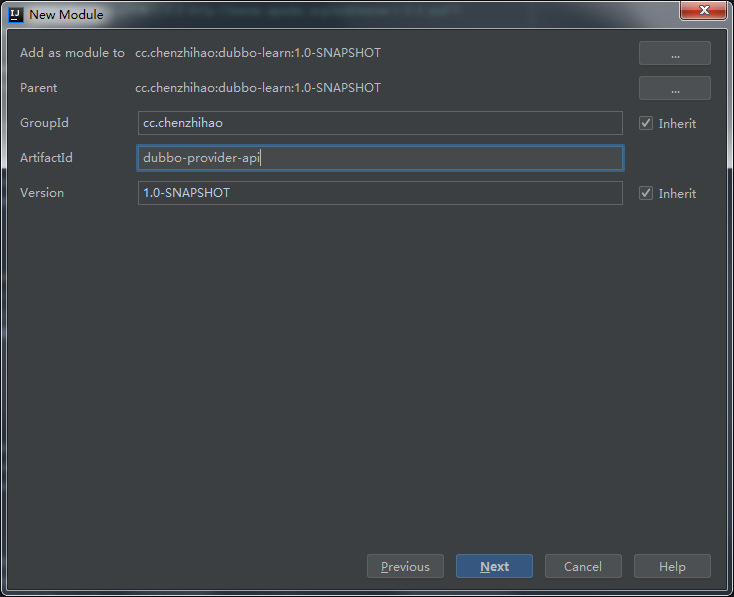 New Module
Add as module to cc.chenzhihao:dubbo-learn:1.0-SNAPSHOT ...
Parent cc.chenzhihao:dubbo-learn:1.0-SNAPSHOT ...
GroupId cc.chenzhihao Inherit
ArtifactId dubbo-provider-api
Version 1.0-SNAPSHOT Inherit
Previous Next Cancel Help